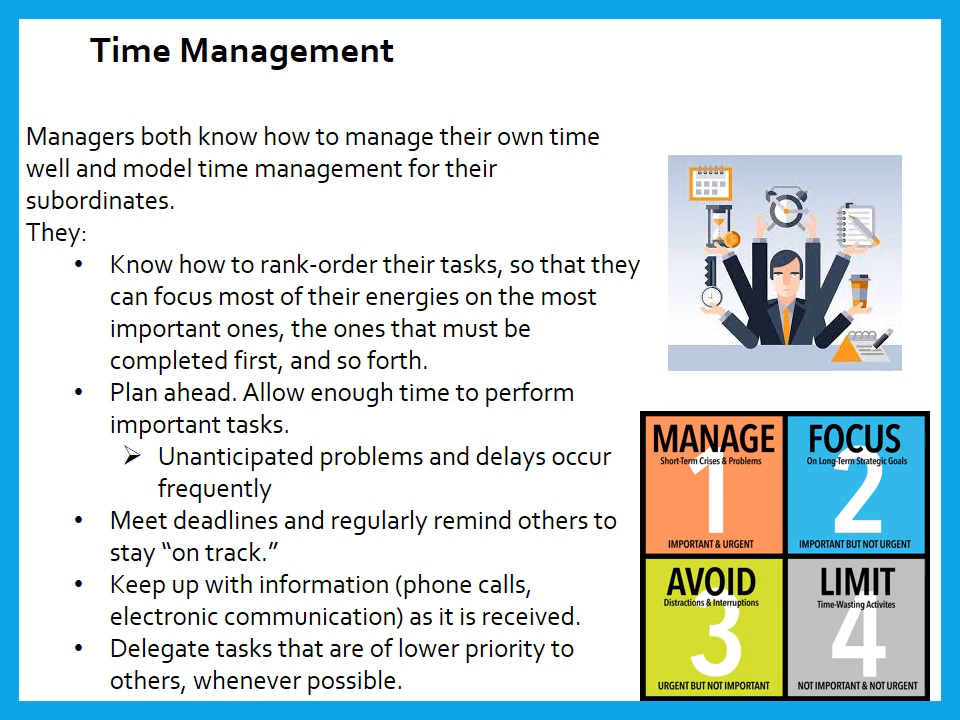 Time Management
Managers both know how to manage their own time
well and model time management for their
subordinates.
They:
• Know how to rank-order their tasks, so that they
can focus most of their energies on the most
important ones, the ones that must be
completed first, and so forth.
• Plan ahead. Allow enough time to perform
important tasks.
➢ Unanticipated problems and delays occur
frequently
• Meet deadlines and regularly remind others to
stay “on track.”
• Keep up with information (phone calls,
electronic communication) as it is received.
• Delegate tasks that are of lower priority to
others, whenever possible.
MANAGE
Short-Term Crises & Problems
1
IMPORTANT & URGENT
FOCUS
On Long-Term Strategic Goals
2
IMPORTANT BUT NOT URGENT
AVOID
Distractions & Interruptions
3
URGENT BUT NOT IMPORTANT
LIMIT
Time-Wasting Activites
4
NOT IMPORTANT & NOT URGENT